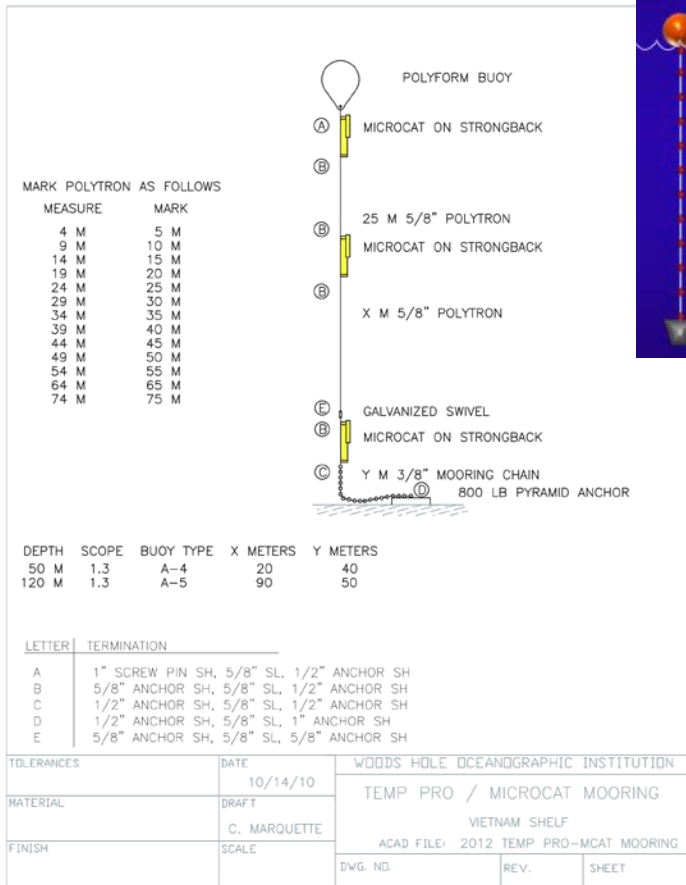 POLYFORM BUOY
A MICROCAT ON STRONGBACK
B
MARK POLYTRON AS FOLLOWS
MEASURE MARK
4 M 5 M
9 M 10 M
14 M 15 M
19 M 20 M
24 M 25 M
29 M 30 M
34 M 35 M
39 M 40 M
44 M 45 M
49 M 50 M
54 M 55 M
64 M 65 M
74 M 75 M
25 M 5/8" POLYTRON
B MICROCAT ON STRONGBACK
B
X M 5/8" POLYTRON
E GALVANIZED SWIVEL
B MICROCAT ON STRONGBACK
C Y M 3/8" MOORING CHAIN
D 800 LB PYRAMID ANCHOR
DEPTH SCOPE BUOY TYPE X METERS Y METERS
50 M 1.3 A-4 20 40
120 M 1.3 A-5 90 50
LETTER TERMINATION
A 1" SCREW PIN SH, 5/8" SL, 1/2" ANCHOR SH
B 5/8" ANCHOR SH, 5/8" SL, 1/2" ANCHOR SH
C 1/2" ANCHOR SH, 5/8" SL, 1/2" ANCHOR SH
D 1/2" ANCHOR SH, 5/8" SL, 1" ANCHOR SH
E 5/8" ANCHOR SH, 5/8" SL, 5/8" ANCHOR SH
TOLERANCES DATE WOODS HOLE OCEANOGRAPHIC INSTITUTION
10/14/10
TEMP PRO / MICROCAT MOORING
MATERIAL DRAFT
C. MARQUETTE
VIETNAM SHELF
FINISH SCALE ACAD FILE: 2012 TEMP PRO-MCAT MOORING
DWG. NO. REV. SHEET